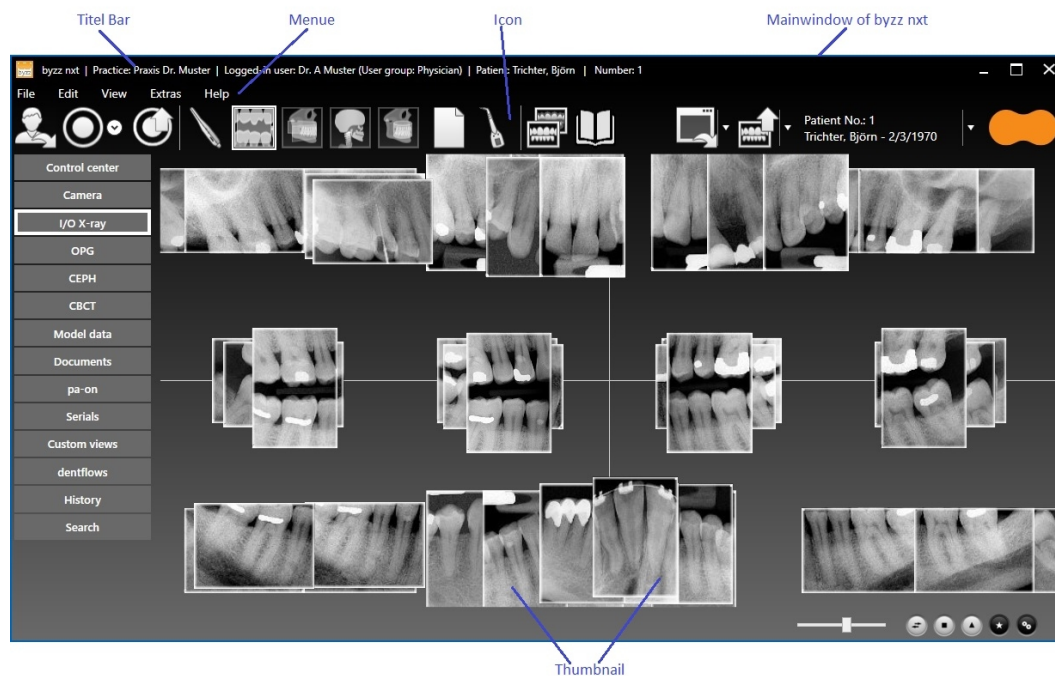 Titel Bar
Menue
Icon
Mainwindow of byzz nxt
byzz nxt | Practice: Praxis Dr. Muster | Logged-in user: Dr. A Muster (User group: Physician) | Patient: Trichter, Björn | Number: 1
File Edit View Extras Help
Patient No.: 1
Trichter, Björn - 2/3/1970
Control center
Camera
I/O X-ray
OPG
CEPH
CBCT
Model data
Documents
pa-on
Serials
Custom views
dentflows
History
Search
Thumbnail